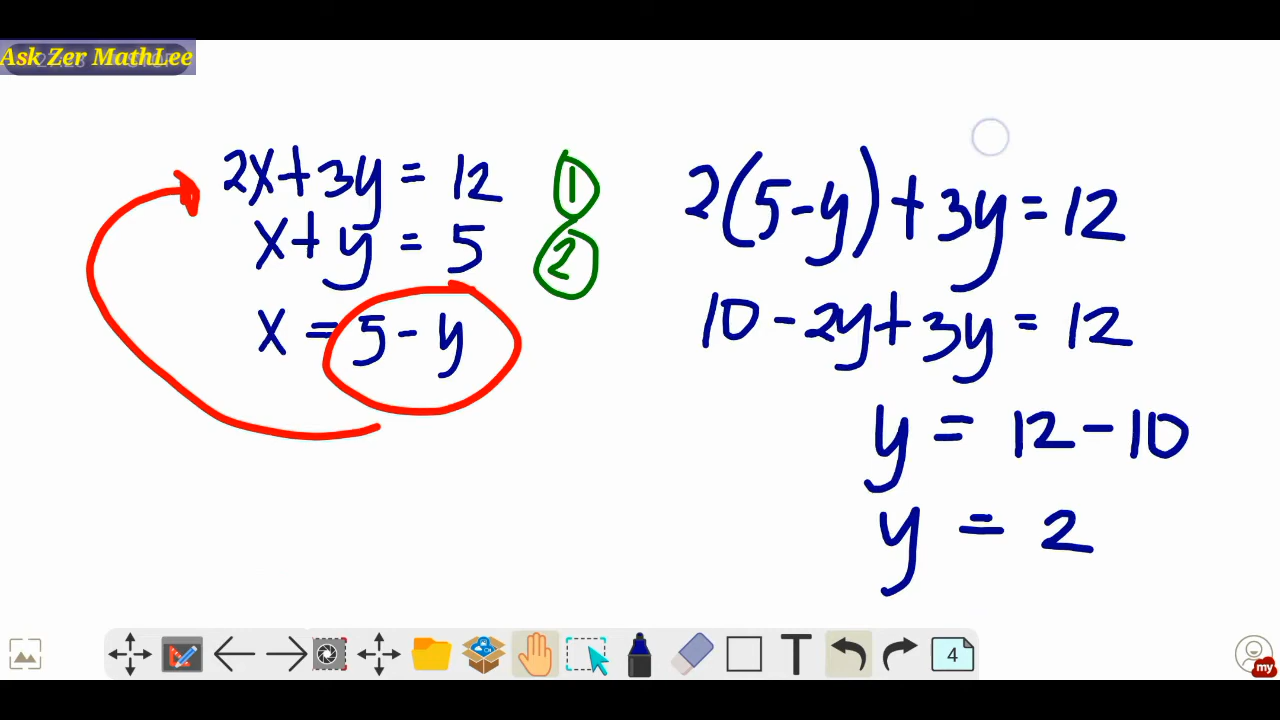 Ask Zer MathLee
2x+3y = 12 1
x+y = 5 2
x = 5 - y
2(5-y)+3y=12
10-2y+3y = 12
y = 12-10
y = 2
T
4
my